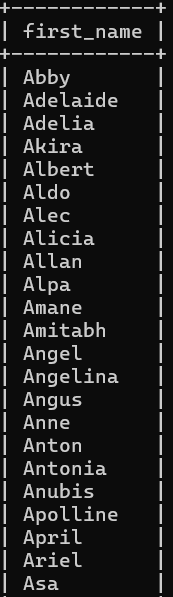 +------------+
| first_name |
+------------+
| Abby       |
| Adelaide   |
| Adelia     |
| Akira      |
| Albert     |
| Aldo       |
| Alec       |
| Alicia     |
| Allan      |
| Alpa       |
| Amane      |
| Amitabh    |
| Angel      |
| Angelina   |
| Angus      |
| Anne       |
| Anton      |
| Antonia    |
| Anubis     |
| Apolline   |
| April      |
| Ariel      |
| Asa        |